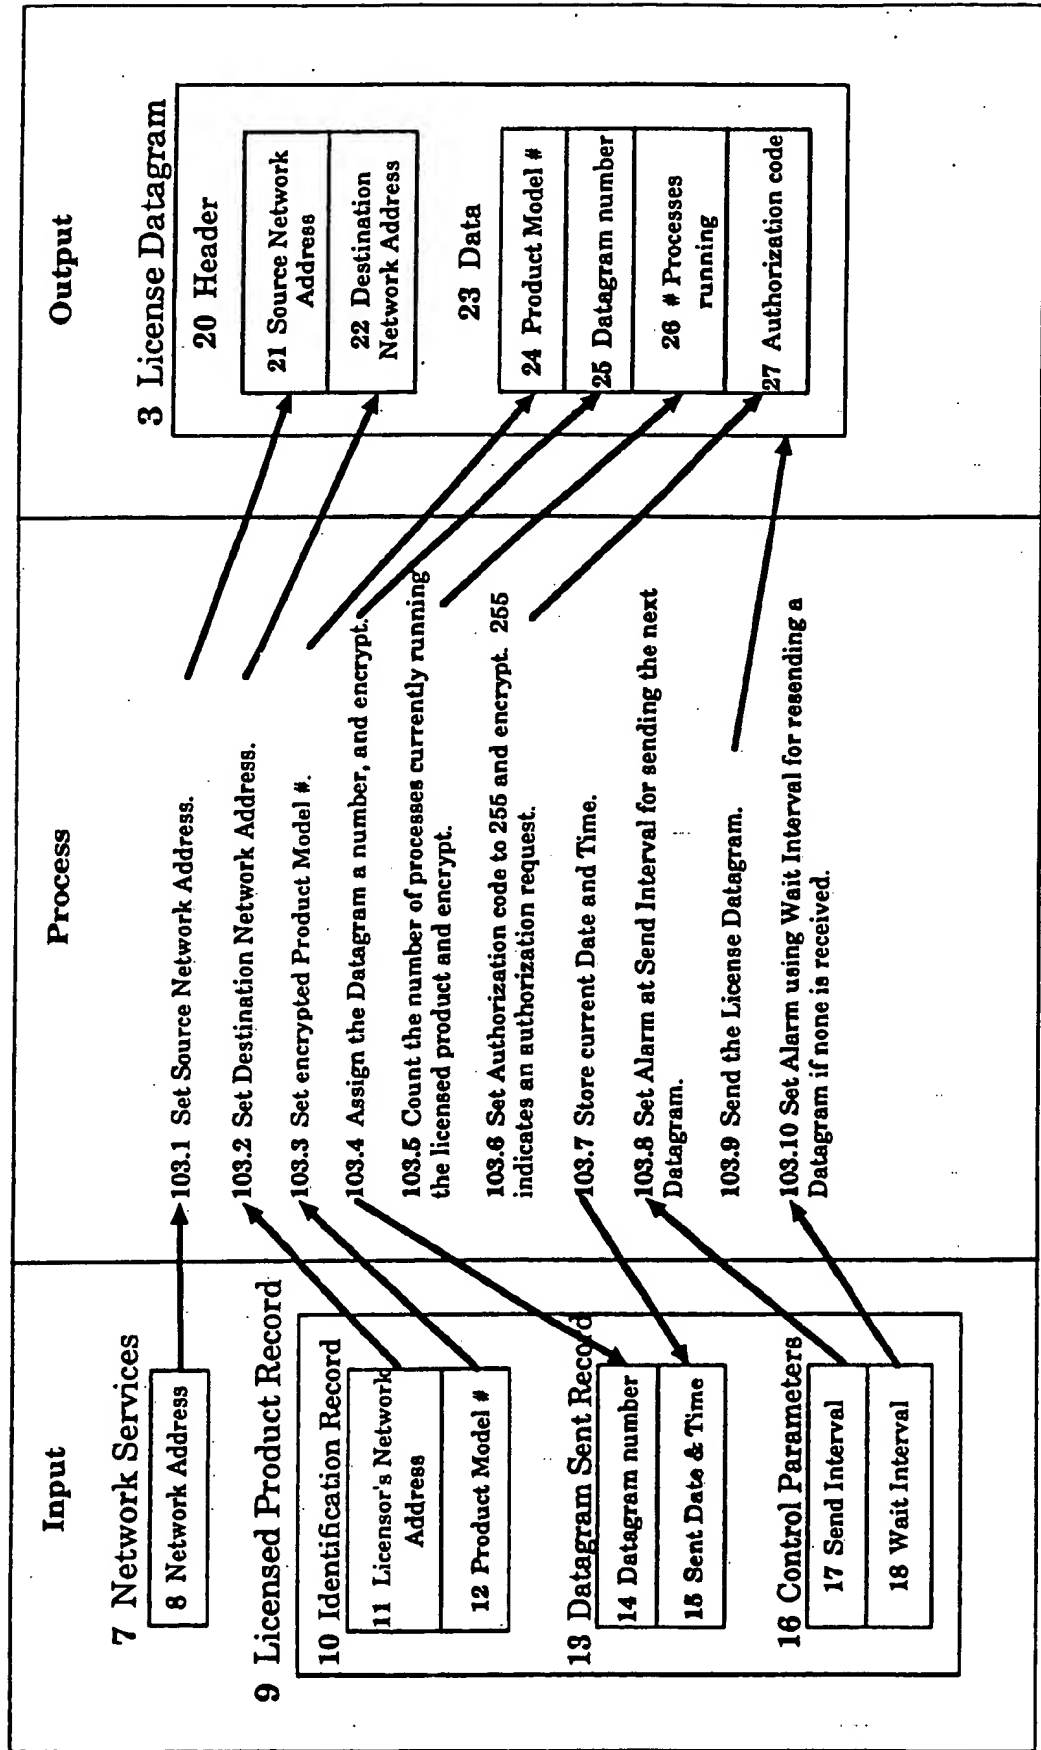 Input
7 Network Services
8 Network Address
9 Licensed Product Record
10 Identification Record
11 Licensor's Network
Address
12 Product Model #
13 Datagram Sent Record
14 Datagram number
15 Sent Date & Time
16 Control Parameters
17 Send Interval
18 Wait Interval
Process
103.1 Set Source Network Address.
103.2 Set Destination Network Address.
103.3 Set encrypted Product Model #.
103.4 Assign the Datagram a number, and encrypt.
103.5 Count the number of processes currently running
the licensed product and encrypt.
103.6 Set Authorization code to 255 and encrypt. 255
indicates an authorization request.
103.7 Store current Date and Time.
103.8 Set Alarm at Send Interval for sending the next
Datagram.
103.9 Send the License Datagram.
103.10 Set Alarm using Wait Interval for resending a
Datagram if none is received.
Output
3 License Datagram
20 Header
21 Source Network
Address
22 Destination
Network Address
23 Data
24 Product Model #
25 Datagram number
26 # Processes
running
27 Authorization code